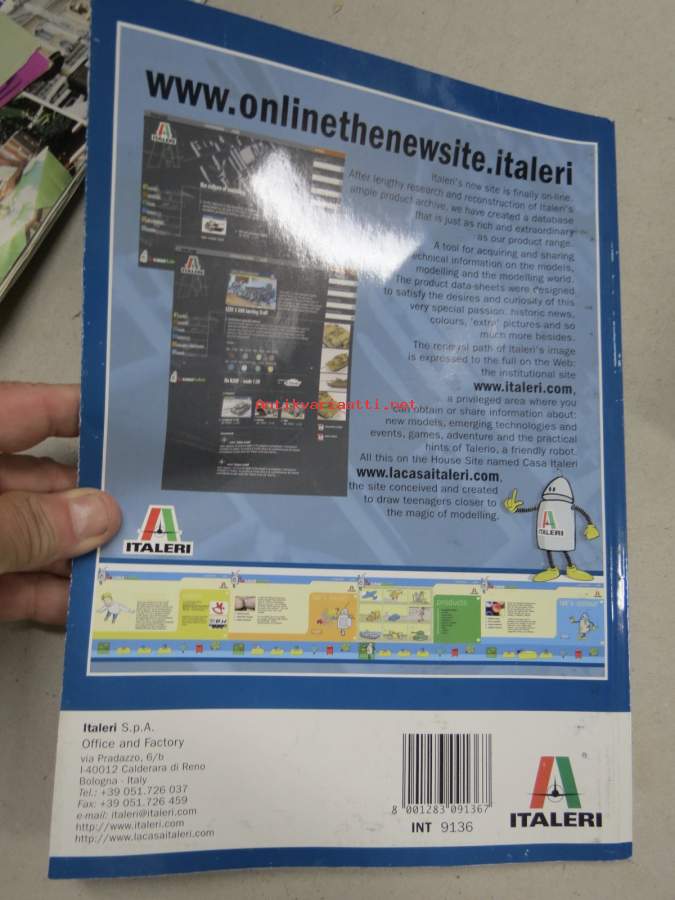 www.onlinethenewsite.italeri
ITALERI
Italeri's new site is finally on-line.
After lengthy research and reconstruction of Italeri's
ample product archive, we have created a database
that is just as rich and extraordinary
as our product range.
A tool for acquiring and sharing
technical information on the models,
modelling and the modelling world.
The product data-sheets were designed
to satisfy the desires and curiosity of this
very special passion: historic news,
colours, 'extra' pictures and so
much more besides.
The renewal path of Italeri's image
is expressed to the full on the Web:
the institutional site
www.italeri.com,
a privileged area where you
can obtain or share information about:
new models, emerging technologies and
events, games, adventure and the practical
hints of Talerio, a friendly robot.
All this on the House Site named Casa Italeri
www.lacasaitaleri.com,
the site conceived and created
to draw teenagers closer to
the magic of modelling.
Antikvariaatti.net
ITALERI
ITALERI
products
Italeri S.p.A.
Office and Factory
via Pradazzo, 6/b
I-40012 Calderara di Reno
Bologna - Italy
Tel.: +39 051.726 037
Fax: +39 051.726 459
e-mail: italeri@italeri.com
http://www.italeri.com
http://www.lacasaitaleri.com
8 001283 091367
INT 9136
ITALERI